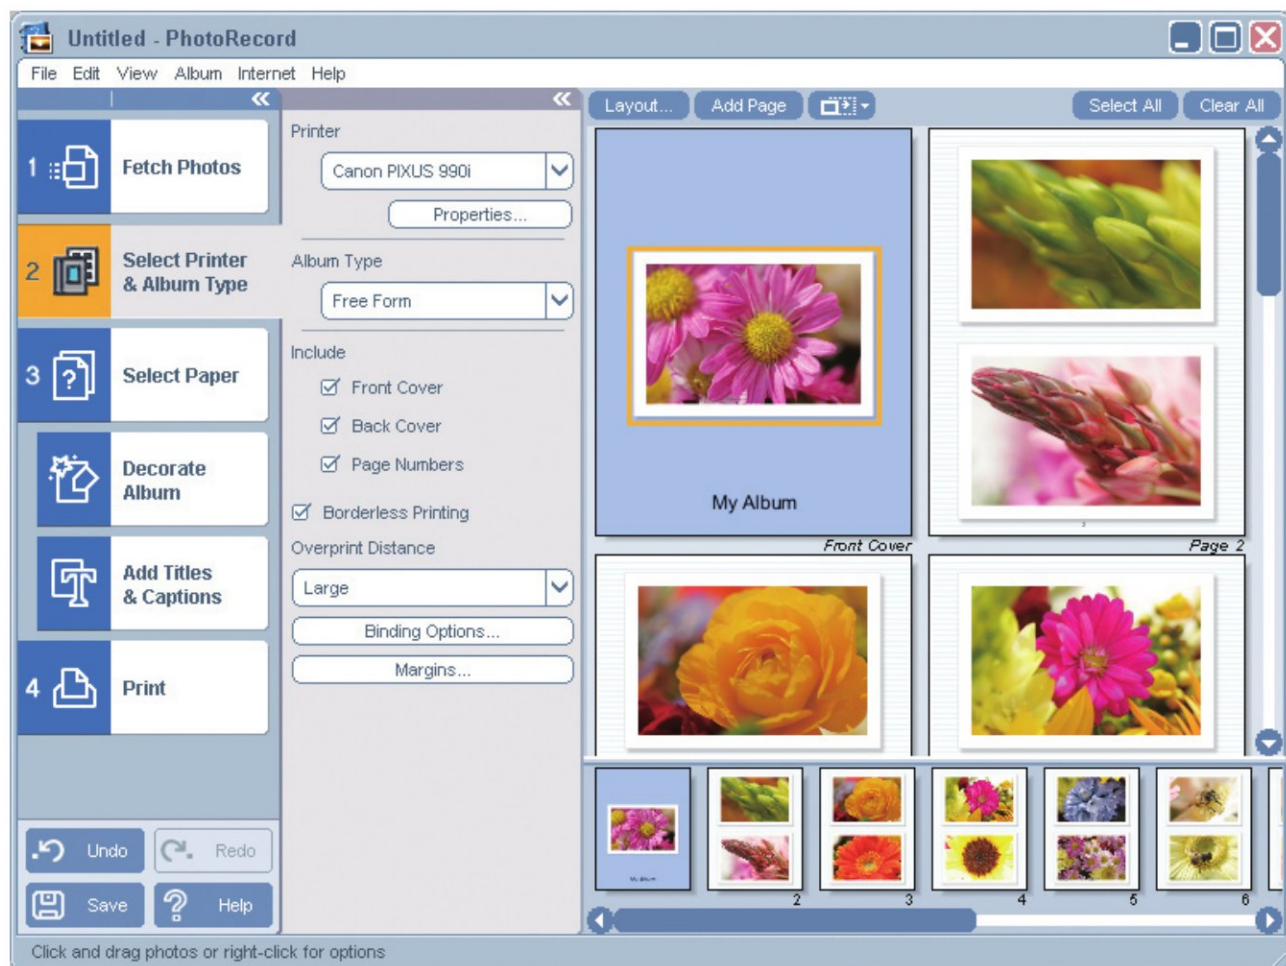 Untitled - PhotoRecord
File Edit View Album Internet Help
1 Fetch Photos
2 Select Printer
& Album Type
3 Select Paper
Decorate
Album
Add Titles
& Captions
4 Print
Undo Redo
Save Help
Printer
Canon PIXUS 990i
Properties...
Album Type
Free Form
Include
Front Cover
Back Cover
Page Numbers
Borderless Printing
Overprint Distance
Large
Binding Options...
Margins...
Layout... Add Page Select All Clear All
My Album
Front Cover
Page 2
My Album
2 3 4 5 6
Click and drag photos or right-click for options